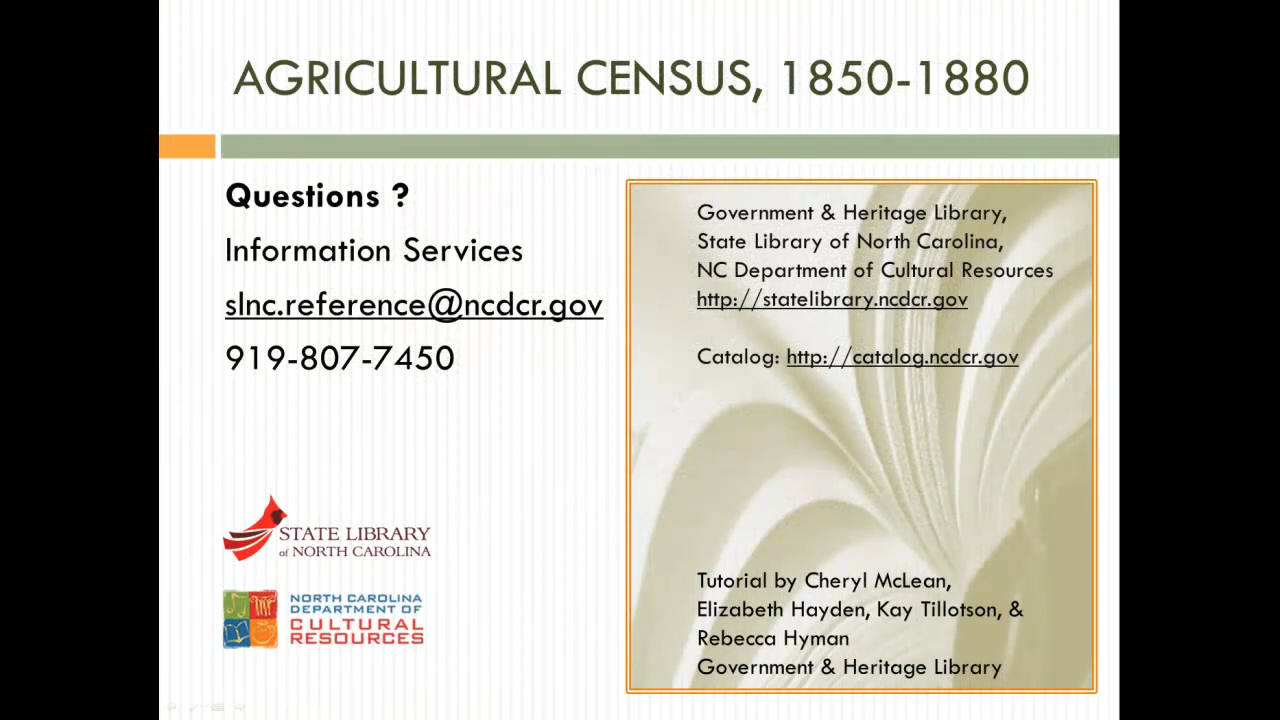 AGRICULTURAL CENSUS, 1850-1880
Questions ?
Information Services
slnc.reference@ncdcr.gov
919-807-7450
STATE LIBRARY
of NORTH CAROLINA
NORTH CAROLINA
DEPARTMENT OF
CULTURAL
RESOURCES
Government & Heritage Library,
State Library of North Carolina,
NC Department of Cultural Resources
http://statelibrary.ncdcr.gov
Catalog: http://catalog.ncdcr.gov
Tutorial by Cheryl McLean,
Elizabeth Hayden, Kay Tillotson, &
Rebecca Hyman
Government & Heritage Library